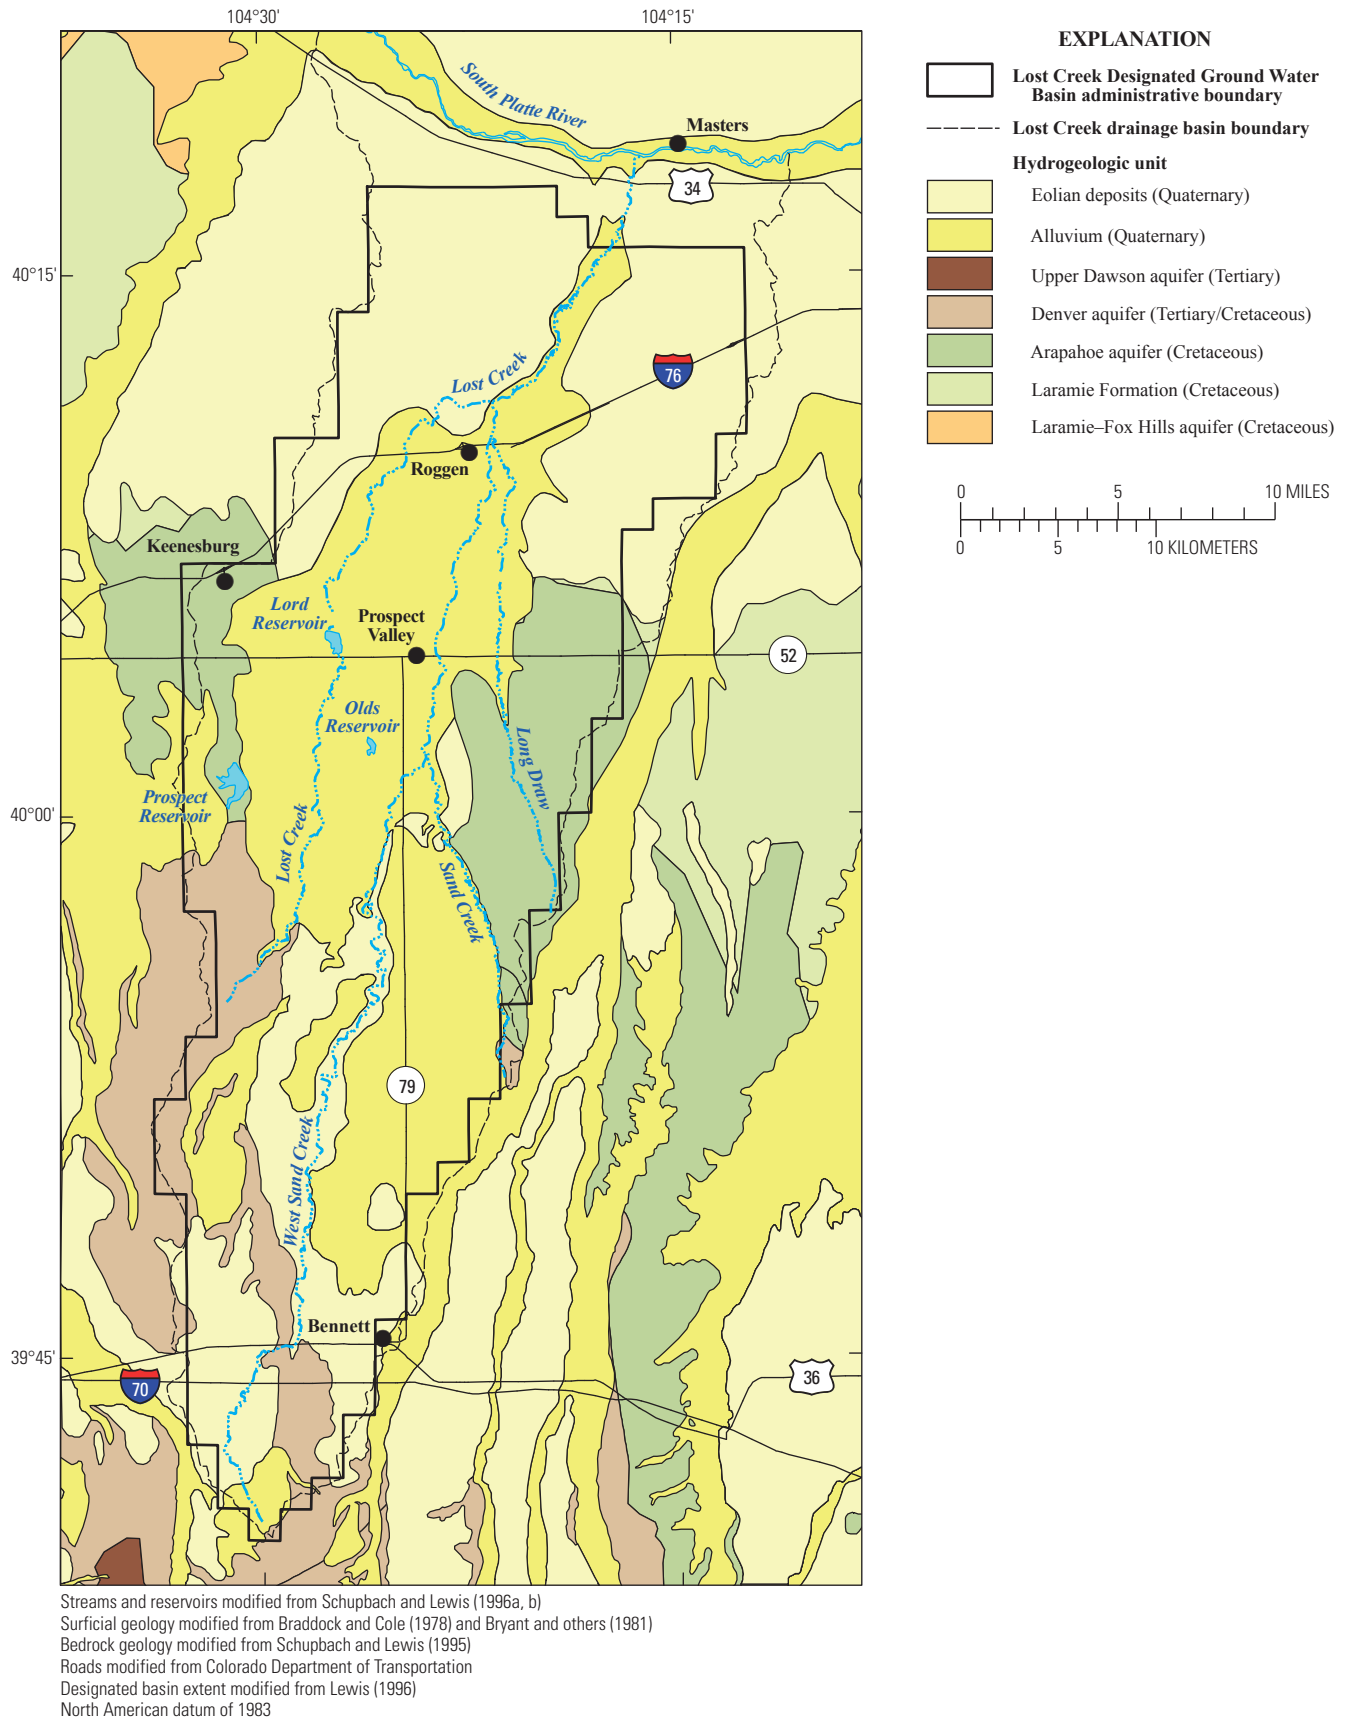 104°30'
104°15'
EXPLANATION
Lost Creek Designated Ground Water
Basin administrative boundary
Lost Creek drainage basin boundary
Hydrogeologic unit
Eolian deposits (Quaternary)
Alluvium (Quaternary)
Upper Dawson aquifer (Tertiary)
Denver aquifer (Tertiary/Cretaceous)
Arapahoe aquifer (Cretaceous)
Laramie Formation (Cretaceous)
Laramie–Fox Hills aquifer (Cretaceous)
0 5 10 MILES
0 5 10 KILOMETERS
South Platte River
Masters
34
40°15'
76
Lost Creek
Roggen
Keenesburg
Lord
Reservoir
Prospect
Valley
52
Olds
Reservoir
Long Draw
Prospect
Reservoir
40°00'
Lost Creek
Sand Creek
79
West Sand Creek
Bennett
39°45'
70
36
Streams and reservoirs modified from Schupbach and Lewis (1996a, b)
Surficial geology modified from Braddock and Cole (1978) and Bryant and others (1981)
Bedrock geology modified from Schupbach and Lewis (1995)
Roads modified from Colorado Department of Transportation
Designated basin extent modified from Lewis (1996)
North American datum of 1983